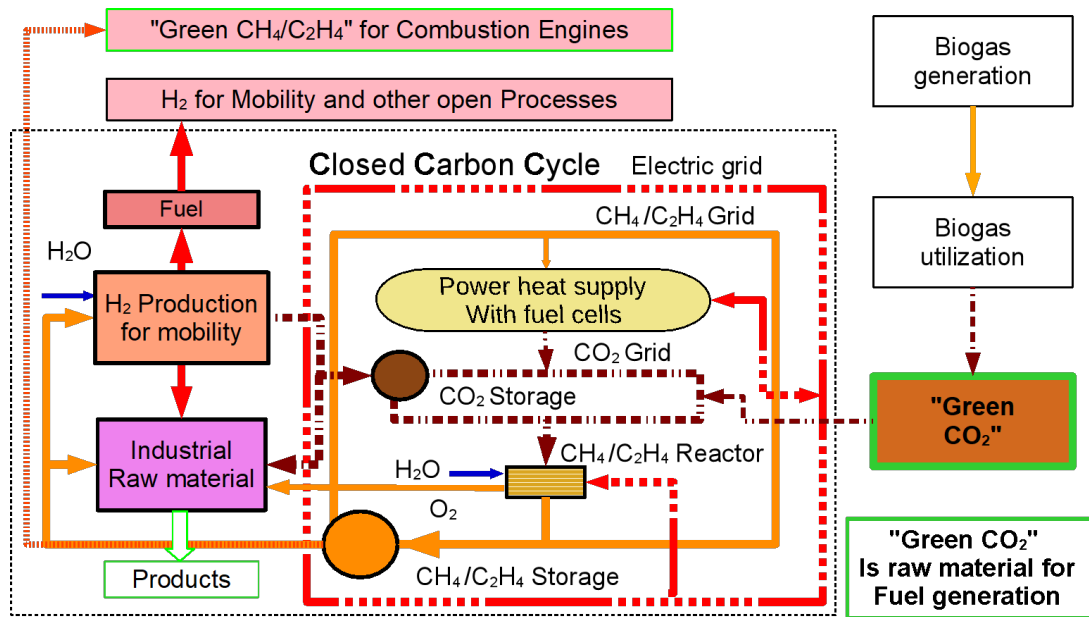 "Green CH₄/C₂H₄" for Combustion Engines
H₂ for Mobility and other open Processes
Biogas
generation
Closed Carbon Cycle
Electric grid
Fuel
CH₄/C₂H₄ Grid
H₂O
Biogas
utilization
H₂ Production
for mobility
Power heat supply
With fuel cells
CO₂ Grid
CO₂ Storage
"Green
CO₂"
Industrial
Raw material
CH₄/C₂H₄ Reactor
H₂O
O₂
CH₄/C₂H₄ Storage
Products
"Green CO₂"
Is raw material for
Fuel generation